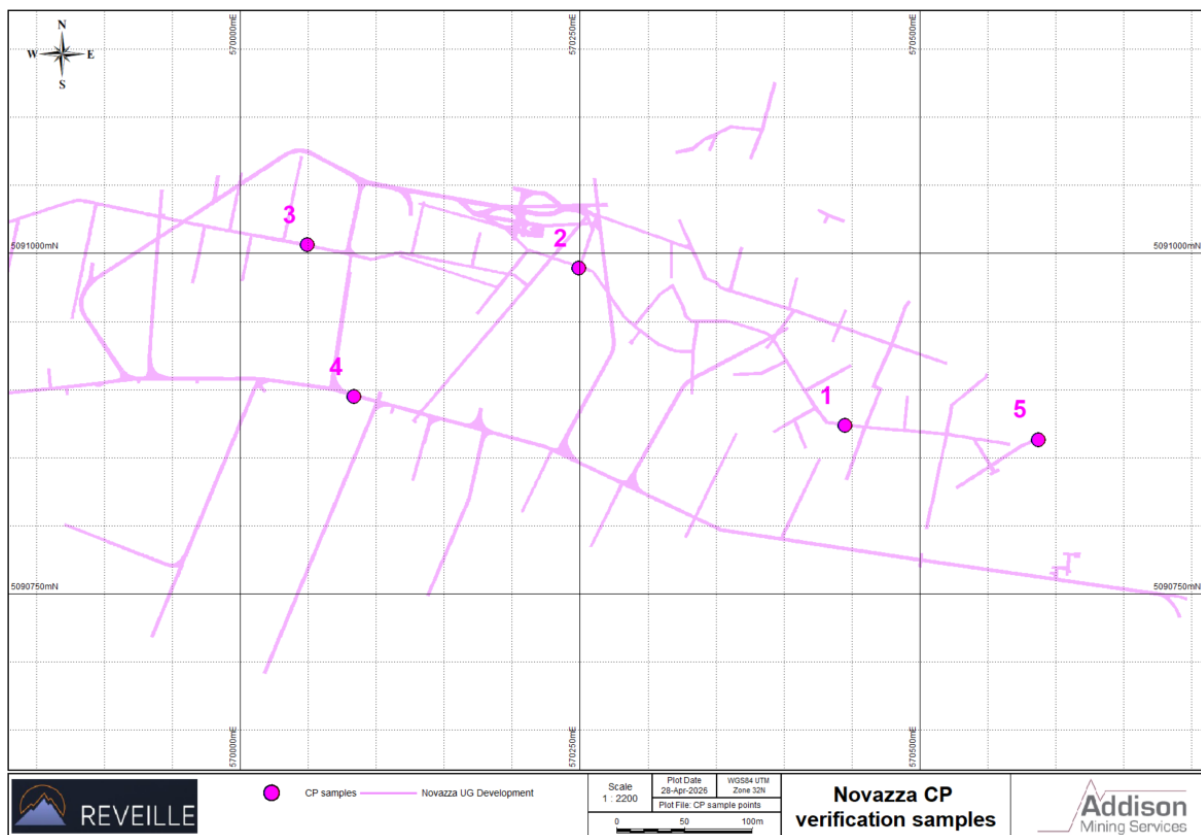 N
W E
S
570000mE
570250mE
570500mE
3
2
5091000mN
5091000mN
4
1
5
5090750mN
5090750mN
570000mE
570250mE
570500mE
REVEILLE
CP samples
Novazza UG Development
Scale
1 : 2200
0 50 100m
Plot Date
28-Apr-2026
WGS84 UTM
Zone 32N
Plot File: CP sample points
Novazza CP
verification samples
Addison
Mining Services